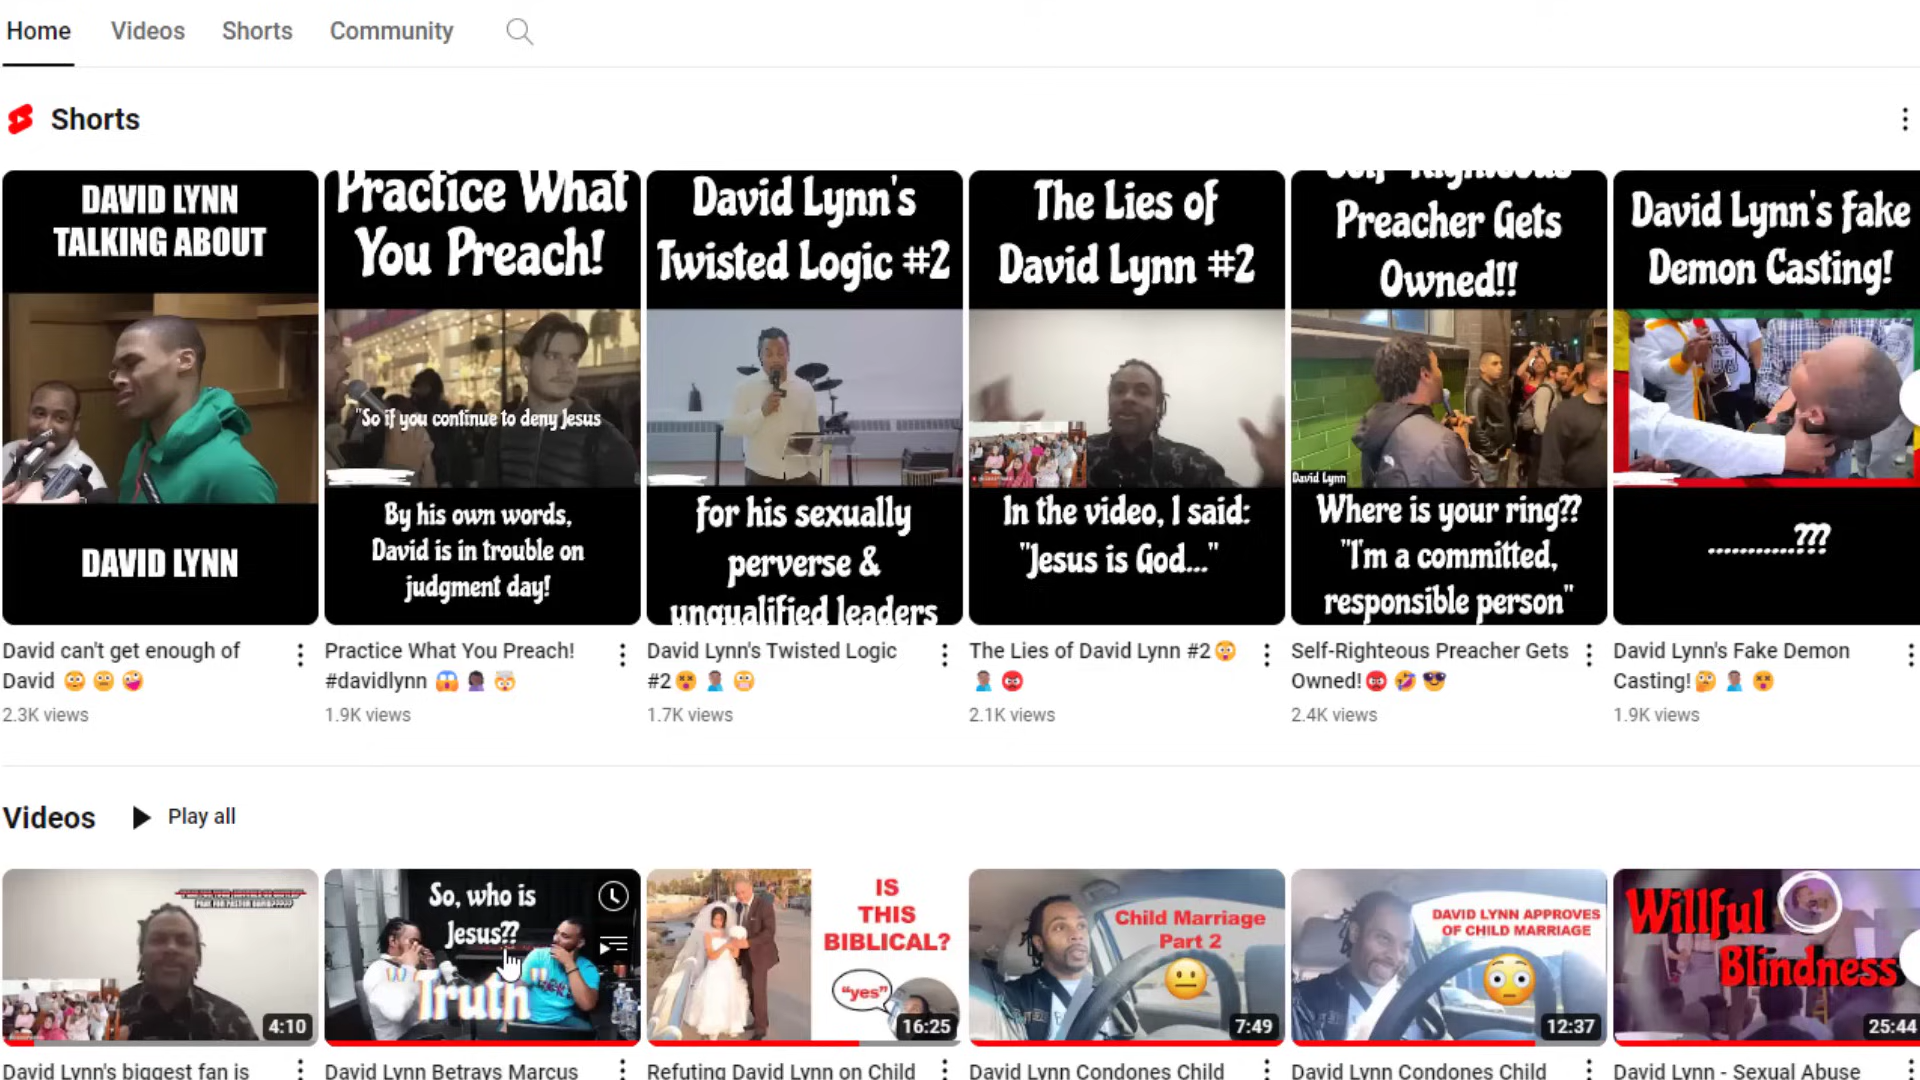 Home Videos Shorts Community
Shorts
DAVID LYNN
TALKING ABOUT
DAVID LYNN
Practice What
You Preach!
"So if you continue to deny Jesus
By his own words,
David is in trouble on
judgment day!
David Lynn's
Twisted Logic #2
for his sexually
perverse &
unqualified leaders
The Lies of
David Lynn #2
In the video, I said:
"Jesus is God..."
Self-Righteous
Preacher Gets
Owned!!
David Lynn
Where is your ring??
"I'm a committed,
responsible person"
David Lynn's Fake
Demon Casting!
............???
David can't get enough of
David 😳 😑 🤪
2.3K views
Practice What You Preach!
#davidlynn 😱 🤦🏿 🤯
1.9K views
David Lynn's Twisted Logic
#2 😵 🤦🏾‍♂️ 😬
1.7K views
The Lies of David Lynn #2 😳
🤦🏾‍♂️ 😡
2.1K views
Self-Righteous Preacher Gets
Owned! 😡 🤣 😎
2.4K views
David Lynn's Fake Demon
Casting! 🤔 🤦🏾‍♂️ 😵
1.9K views
Videos Play all
4:10
So, who is
Jesus??
Truth
IS
THIS
BIBLICAL?
"yes"
16:25
Child Marriage
Part 2
7:49
DAVID LYNN APPROVES
OF CHILD MARRIAGE
12:37
Willful
Blindness
25:44
David Lynn's biggest fan is
David Lynn Betrays Marcus
Refuting David Lynn on Child
David Lynn Condones Child
David Lynn Condones Child
David Lynn - Sexual Abuse